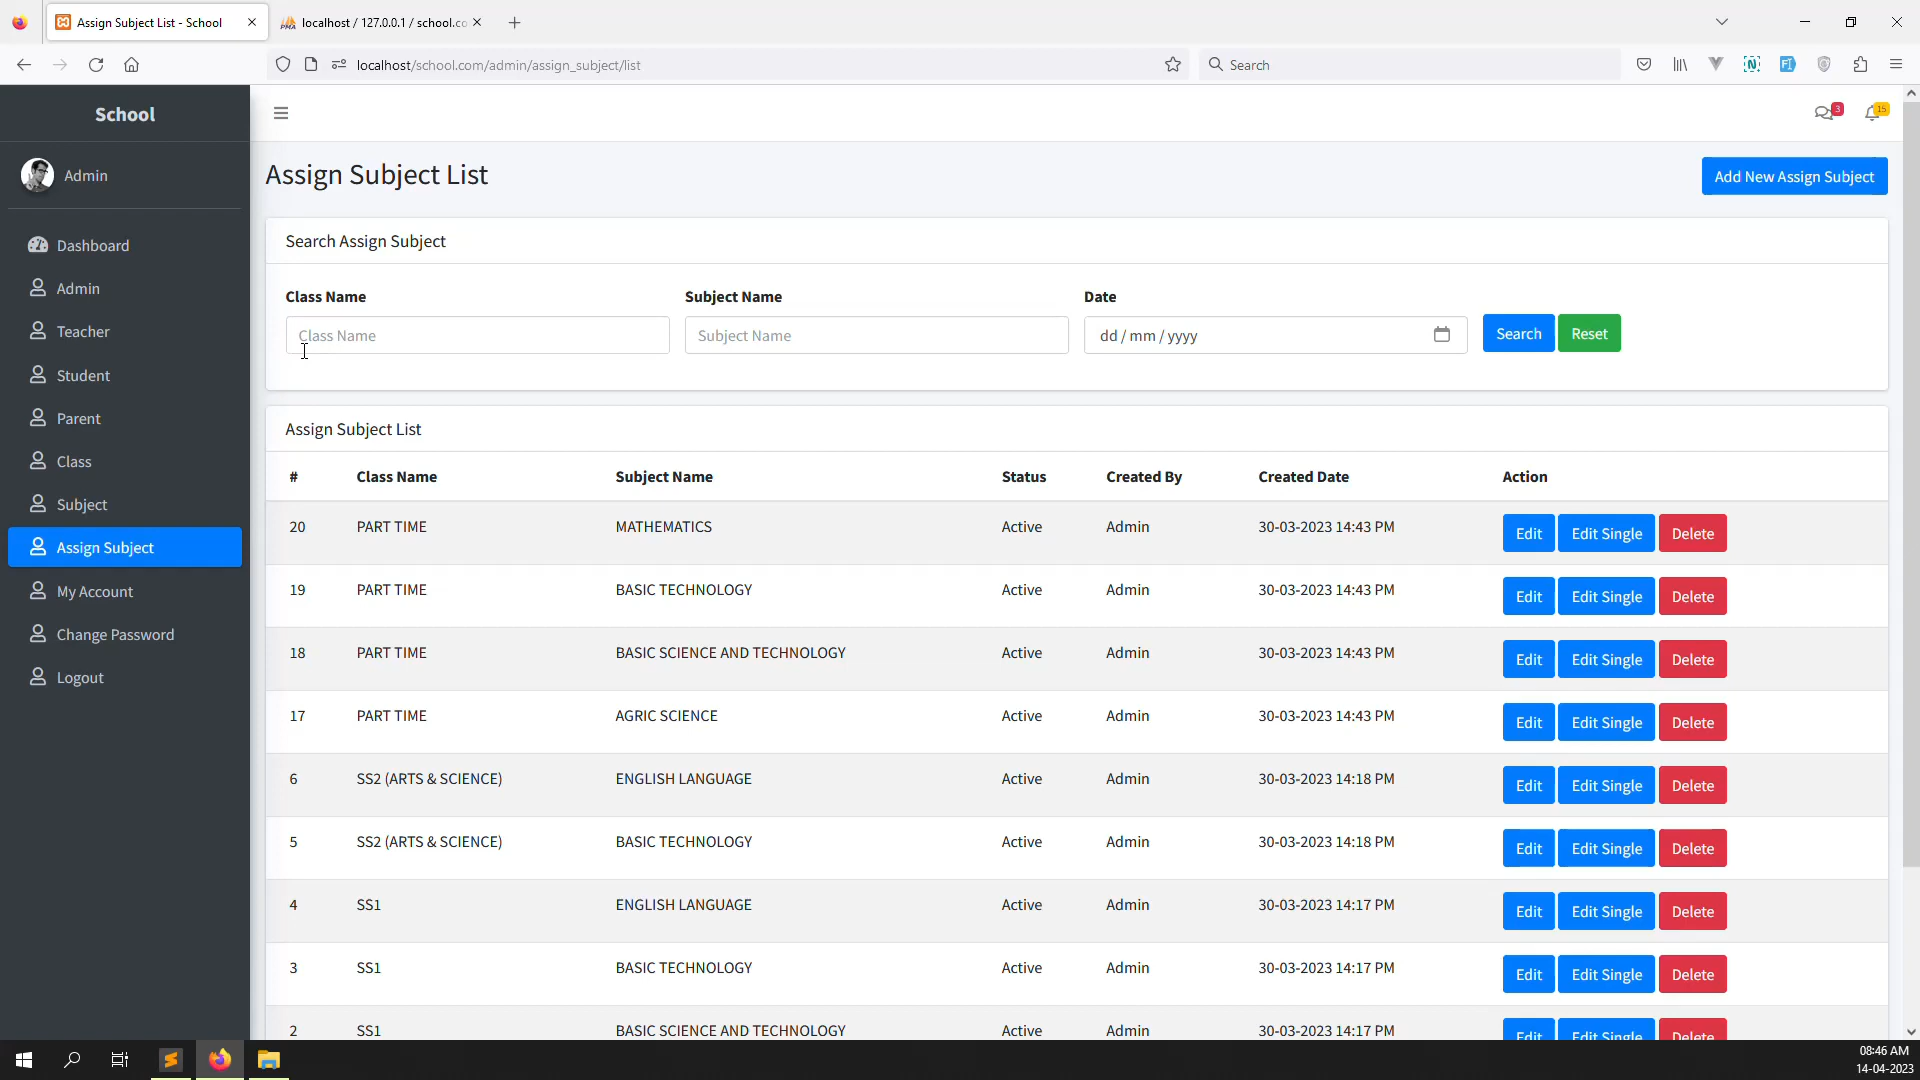 Assign Subject List - School
localhost / 127.0.0.1 / school.co
localhost/school.com/admin/assign_subject/list
Search
School
3
15
Admin
Assign Subject List
Add New Assign Subject
Dashboard
Admin
Teacher
Student
Parent
Class
Subject
Assign Subject
My Account
Change Password
Logout
Search Assign Subject
Class Name Subject Name Date
Class Name Subject Name dd / mm / yyyy Search Reset
Assign Subject List
# Class Name Subject Name Status Created By Created Date Action
20 PART TIME MATHEMATICS Active Admin 30-03-2023 14:43 PM Edit Edit Single Delete
19 PART TIME BASIC TECHNOLOGY Active Admin 30-03-2023 14:43 PM Edit Edit Single Delete
18 PART TIME BASIC SCIENCE AND TECHNOLOGY Active Admin 30-03-2023 14:43 PM Edit Edit Single Delete
17 PART TIME AGRIC SCIENCE Active Admin 30-03-2023 14:43 PM Edit Edit Single Delete
6 SS2 (ARTS & SCIENCE) ENGLISH LANGUAGE Active Admin 30-03-2023 14:18 PM Edit Edit Single Delete
5 SS2 (ARTS & SCIENCE) BASIC TECHNOLOGY Active Admin 30-03-2023 14:18 PM Edit Edit Single Delete
4 SS1 ENGLISH LANGUAGE Active Admin 30-03-2023 14:17 PM Edit Edit Single Delete
3 SS1 BASIC TECHNOLOGY Active Admin 30-03-2023 14:17 PM Edit Edit Single Delete
2 SS1 BASIC SCIENCE AND TECHNOLOGY Active Admin 30-03-2023 14:17 PM Edit Edit Single Delete
08:46 AM
14-04-2023